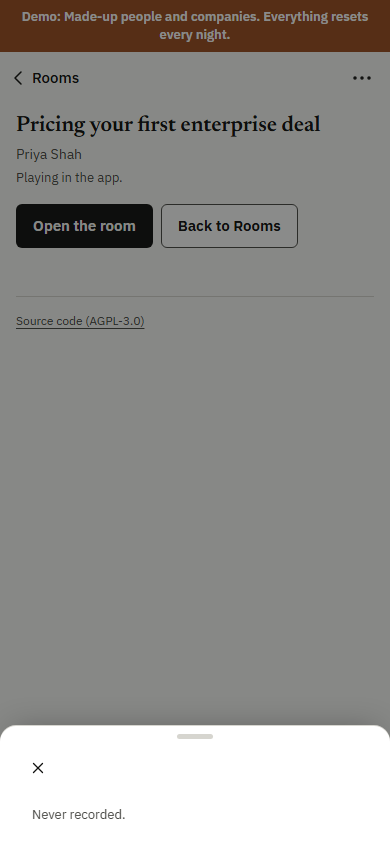 Demo: Made-up people and companies. Everything resets
every night.
Rooms
Pricing your first enterprise deal
Priya Shah
Playing in the app.
Open the room
Back to Rooms
Source code (AGPL-3.0)
Never recorded.